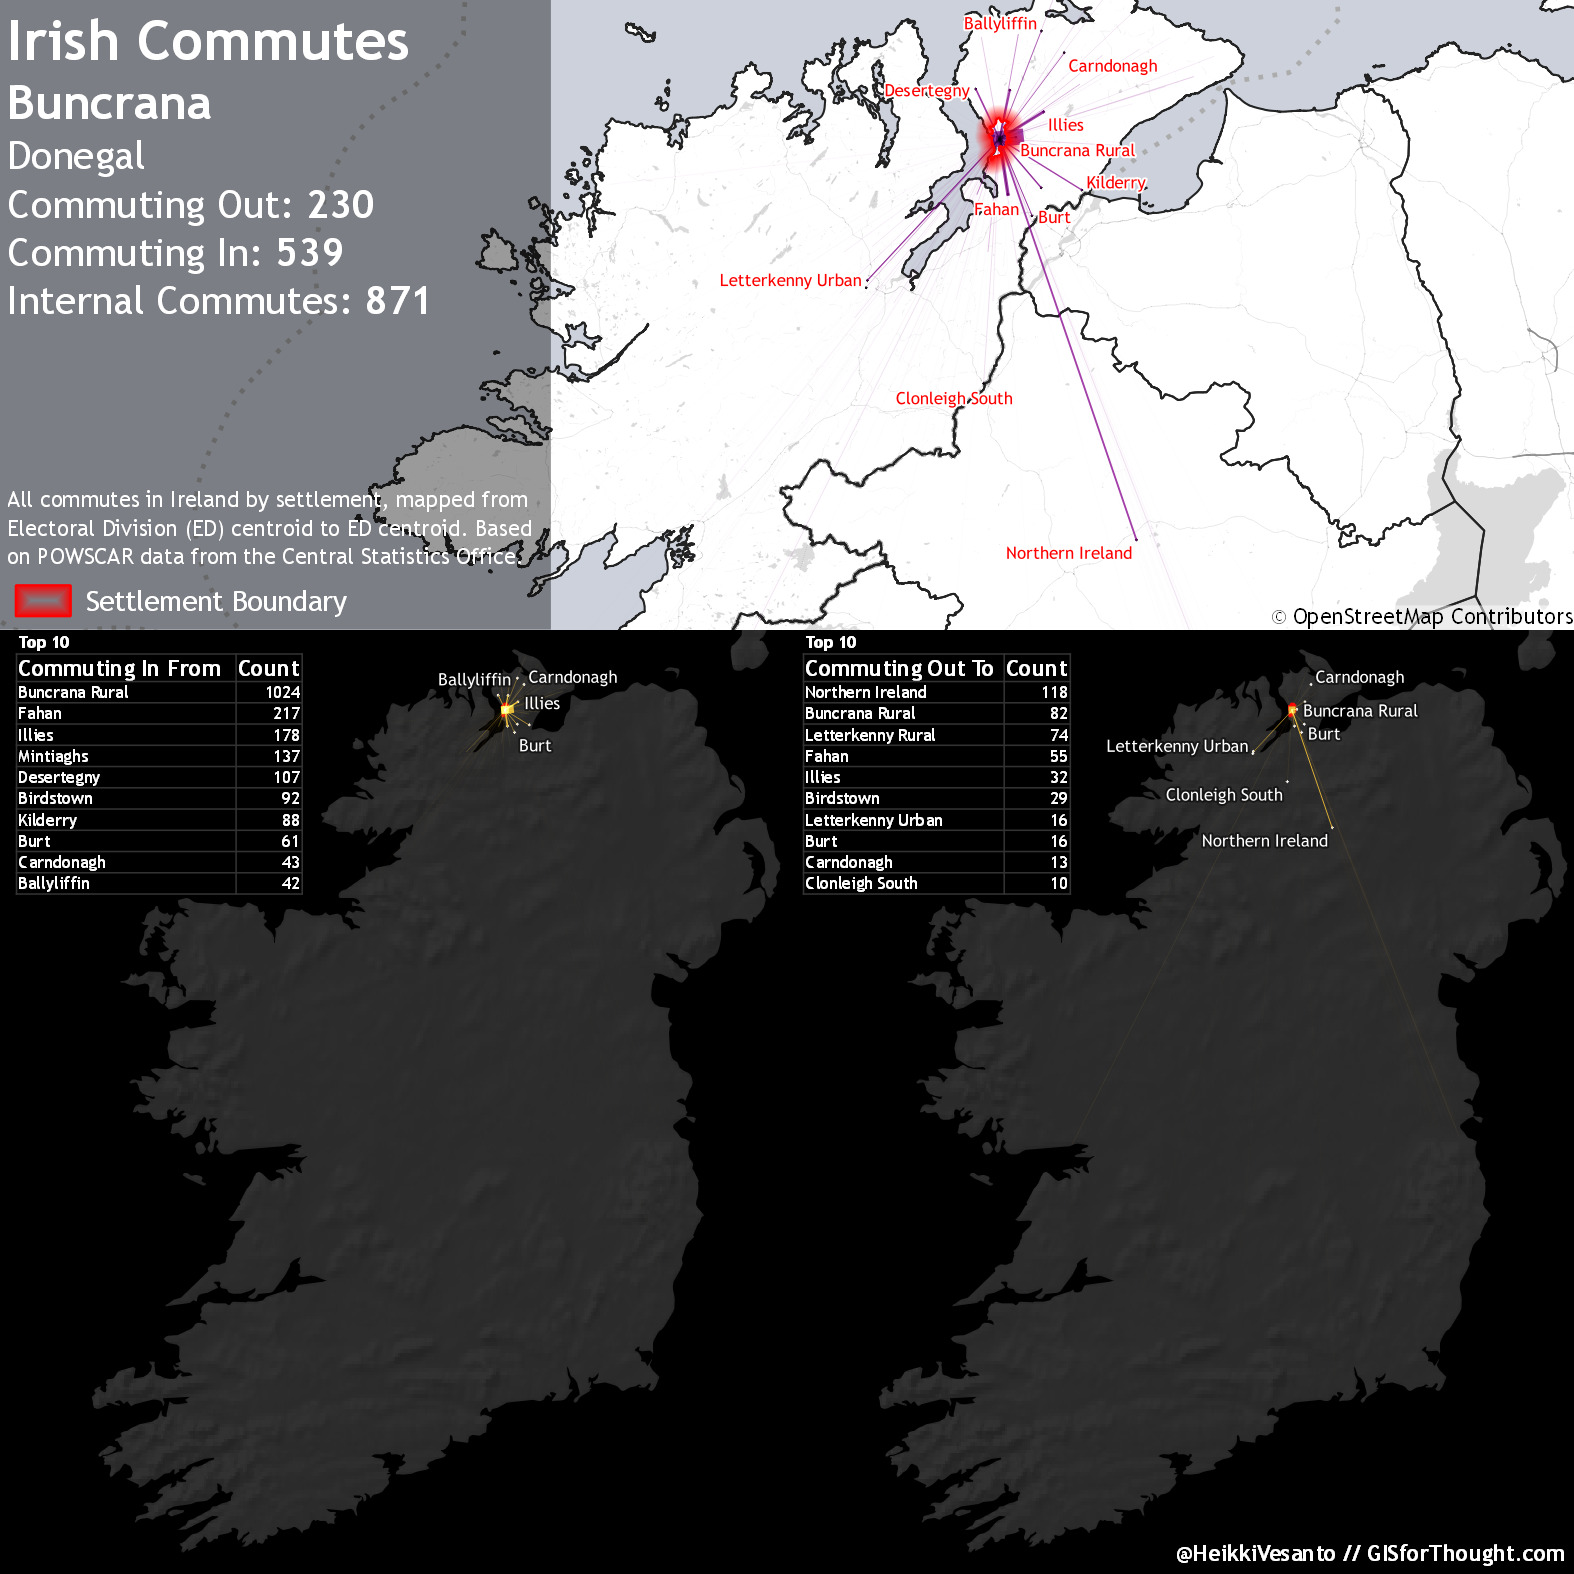 Irish Commutes
Buncrana
Donegal
Commuting Out: 230
Commuting In: 539
Internal Commutes: 871
All commutes in Ireland by settlement, mapped from
Electoral Division (ED) centroid to ED centroid. Based
on POWSCAR data from the Central Statistics Office.
Settlement Boundary
Ballyliffin
Carndonagh
Desertegny
Illies
Buncrana Rural
Kilderry
Fahan
Burt
Letterkenny Urban
Clonleigh South
Northern Ireland
© OpenStreetMap Contributors
Top 10
Commuting In From Count
Buncrana Rural 1024
Fahan 217
Illies 178
Mintiaghs 137
Desertegny 107
Birdstown 92
Kilderry 88
Burt 61
Carndonagh 43
Ballyliffin 42
Ballyliffin
Carndonagh
Illies
Burt
Top 10
Commuting Out To Count
Northern Ireland 118
Buncrana Rural 82
Letterkenny Rural 74
Fahan 55
Illies 32
Birdstown 29
Letterkenny Urban 16
Burt 16
Carndonagh 13
Clonleigh South 10
Carndonagh
Buncrana Rural
Burt
Letterkenny Urban
Clonleigh South
Northern Ireland
@HeikkiVesanto // GISforThought.com